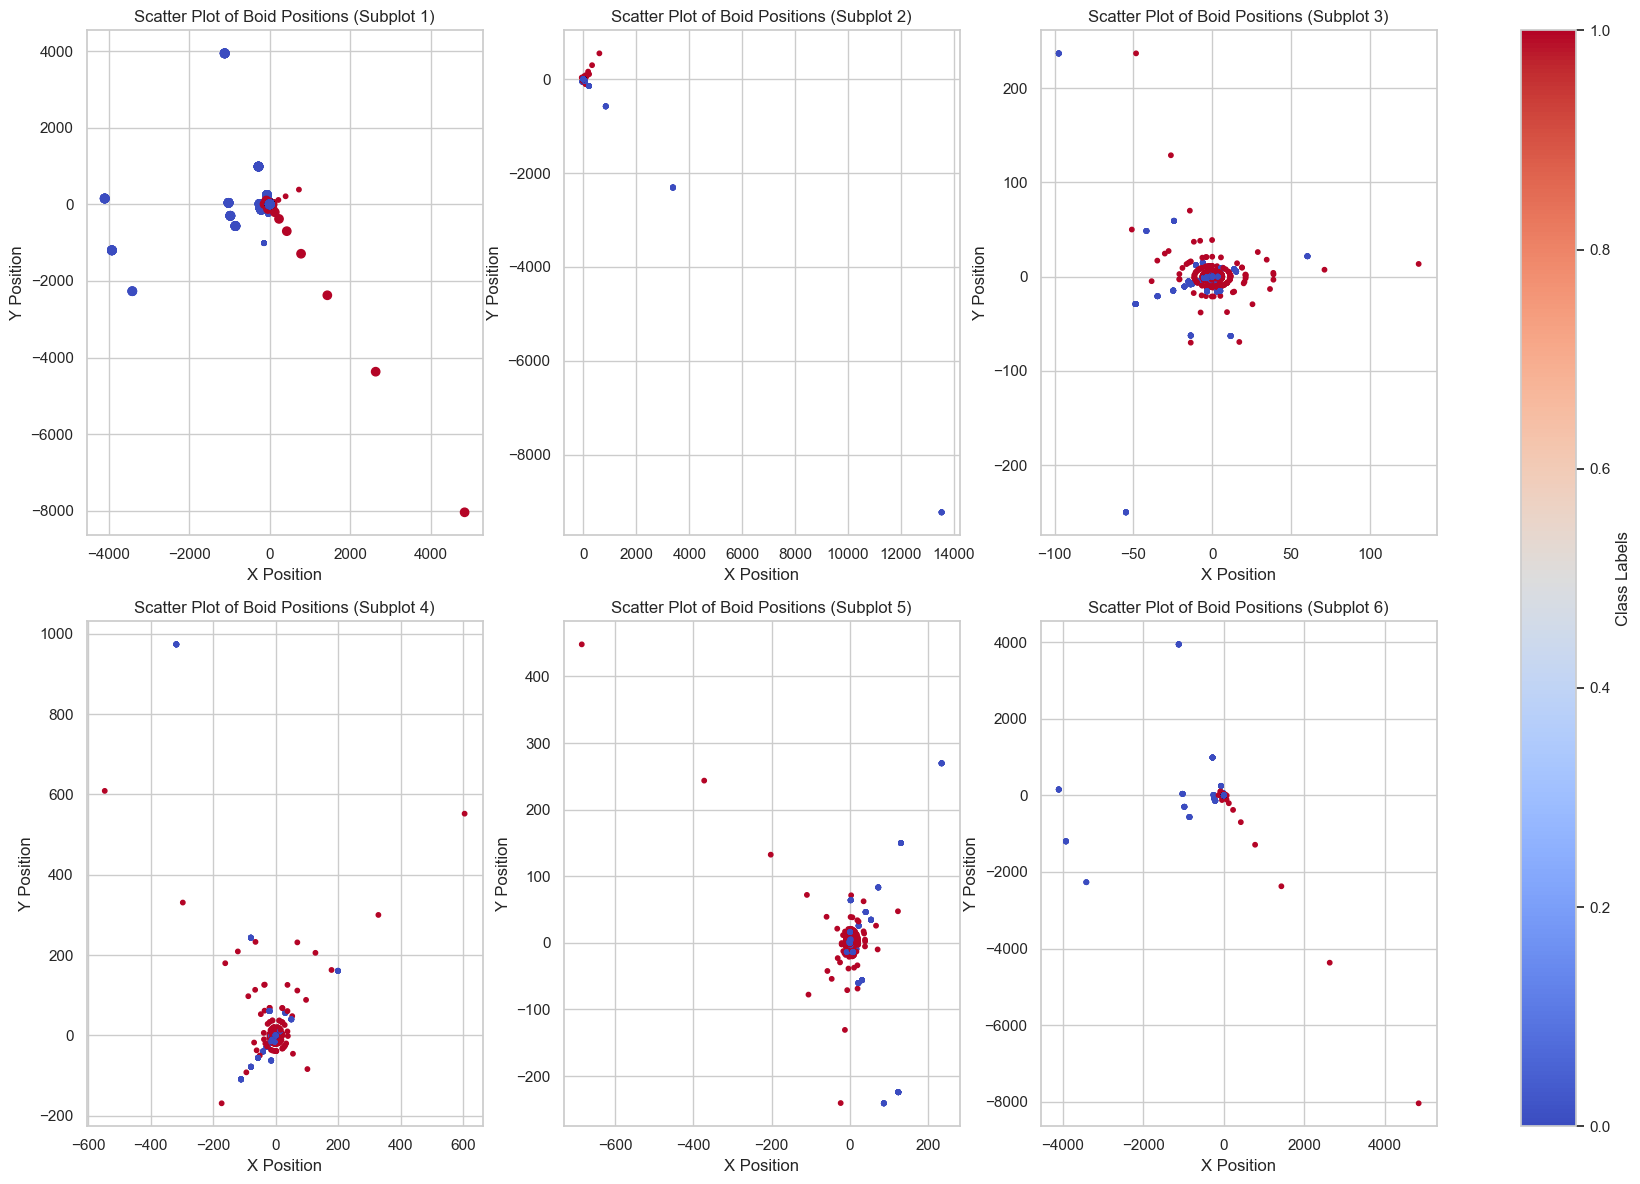 Scatter Plot of Boid Positions (Subplot 1)
4000
2000
0
−2000
−4000
−6000
−8000
Y Position
−4000 −2000 0 2000 4000
X Position
Scatter Plot of Boid Positions (Subplot 2)
0
−2000
−4000
−6000
−8000
Y Position
0 2000 4000 6000 8000 10000 12000 14000
X Position
Scatter Plot of Boid Positions (Subplot 3)
200
100
0
−100
−200
Y Position
−100 −50 0 50 100
X Position
Scatter Plot of Boid Positions (Subplot 4)
1000
800
600
400
200
0
−200
Y Position
−600 −400 −200 0 200 400 600
X Position
Scatter Plot of Boid Positions (Subplot 5)
400
300
200
100
0
−100
−200
Y Position
−600 −400 −200 0 200
X Position
Scatter Plot of Boid Positions (Subplot 6)
4000
2000
0
−2000
−4000
−6000
−8000
Y Position
−4000 −2000 0 2000 4000
X Position
1.0
0.8
0.6
0.4
0.2
0.0
Class Labels